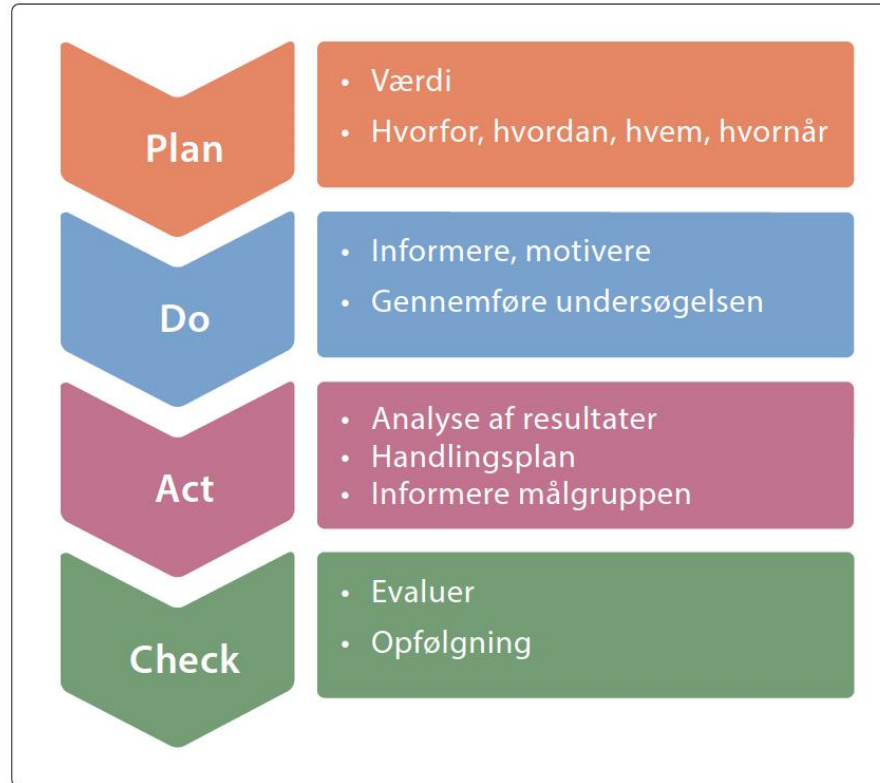 Plan
• Værdi
• Hvorfor, hvordan, hvem, hvornår
Do
• Informere, motivere
• Gennemføre undersøgelsen
Act
• Analyse af resultater
• Handlingsplan
• Informere målgruppen
Check
• Evaluer
• Opfølgning